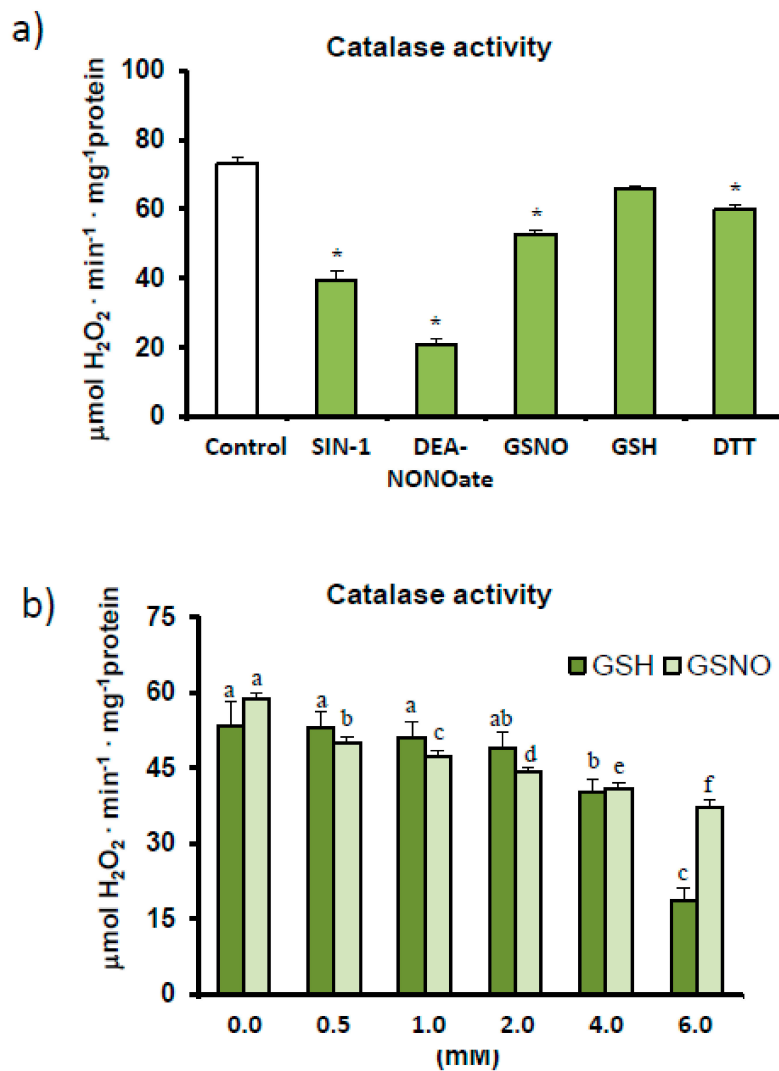 a)
Catalase activity
μmol H₂O₂ · min⁻¹ · mg⁻¹protein
100
80
60
40
20
0
*
*
*
*
Control SIN-1 DEA- GSNO GSH DTT
NONOate
b)
Catalase activity
μmol H₂O₂ · min⁻¹ · mg⁻¹protein
75
60
45
30
15
0
GSH GSNO
a a a b a c ab d b e c f
0.0 0.5 1.0 2.0 4.0 6.0
(mM)